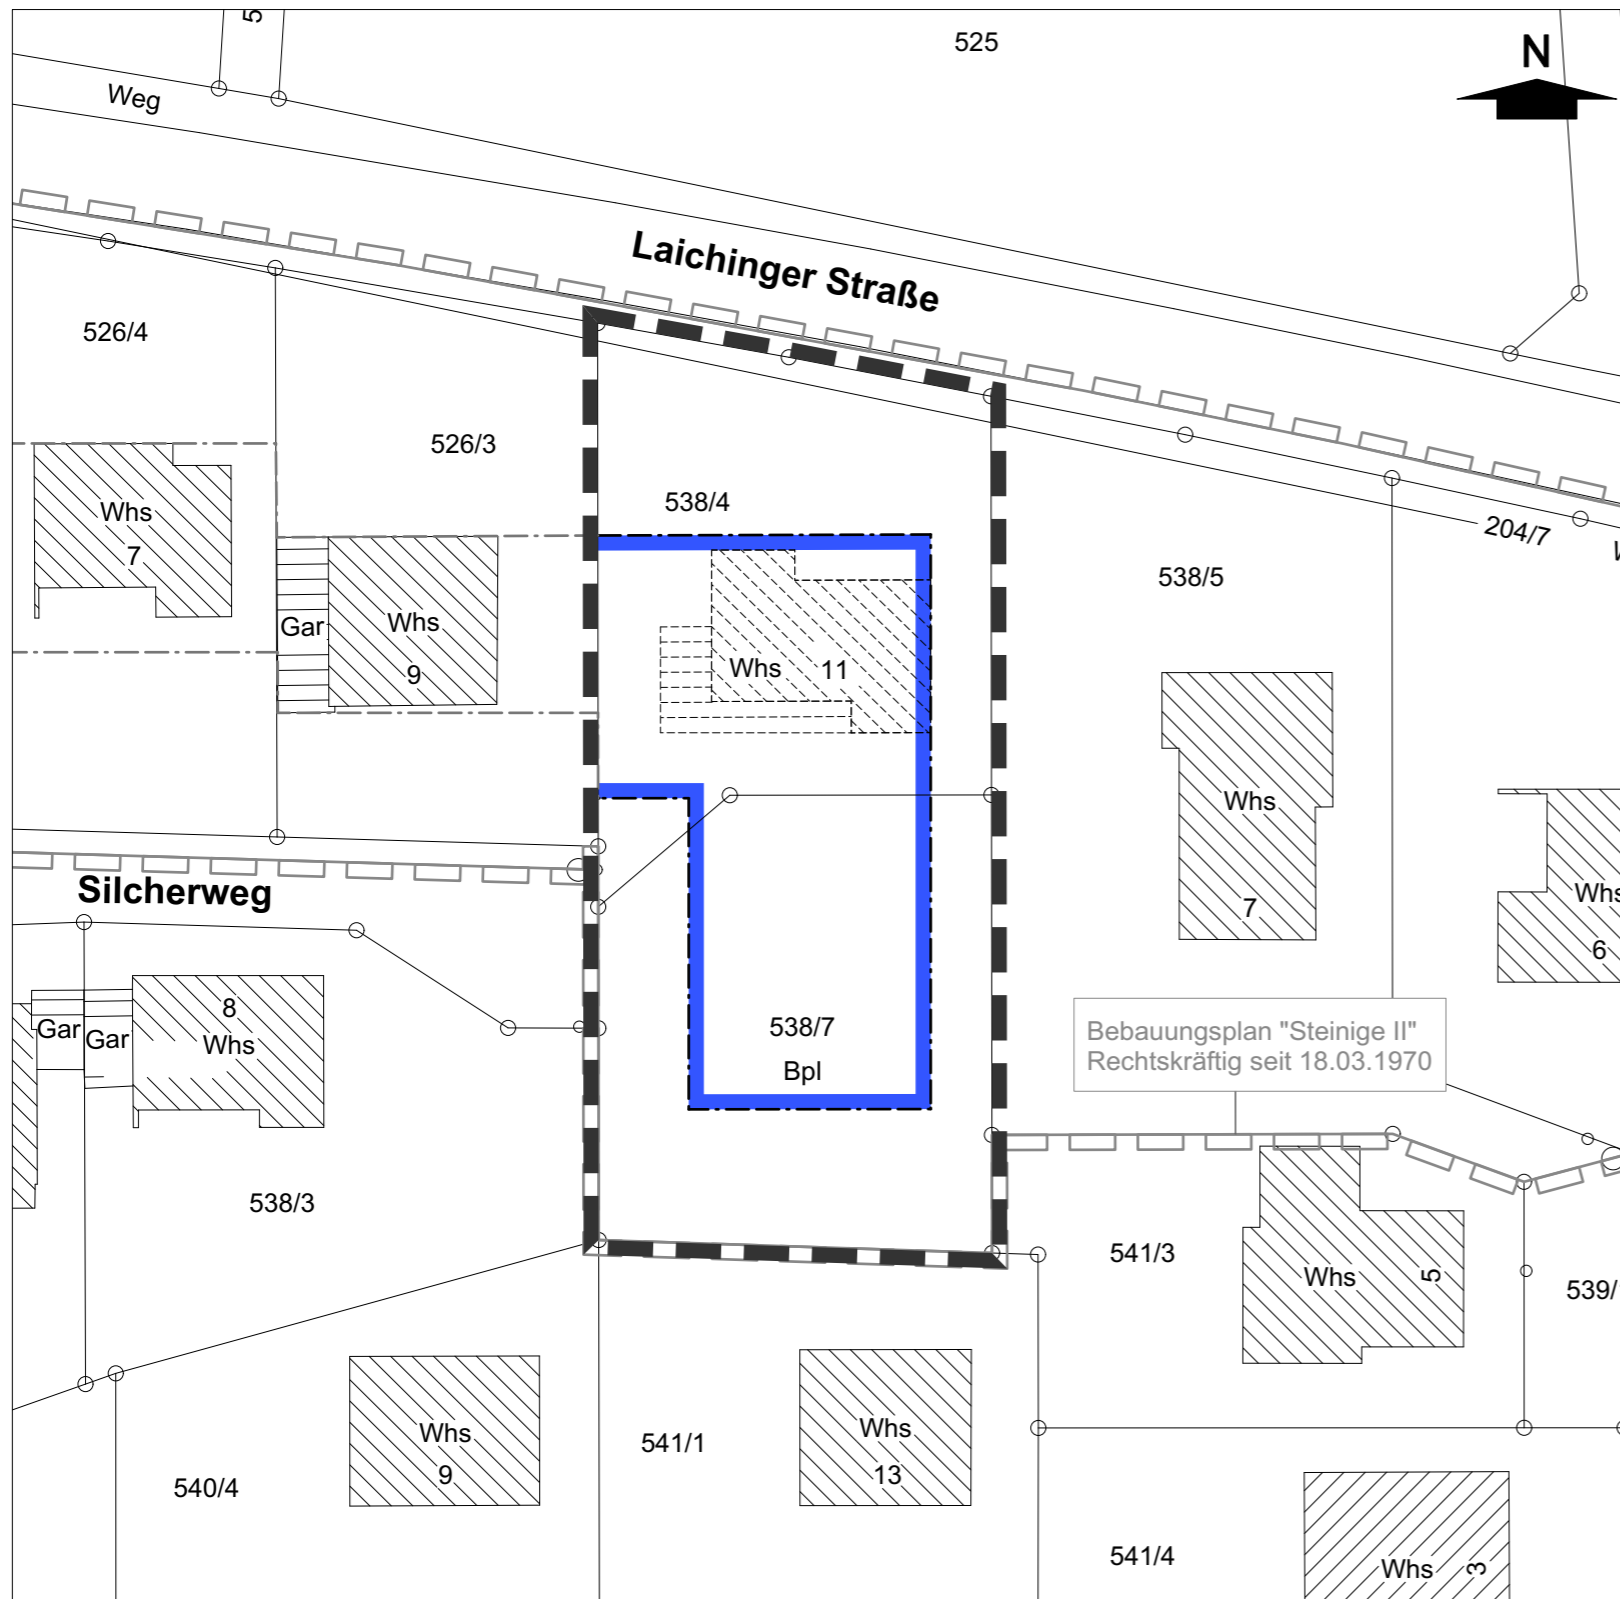 5
525
N
Weg
Laichinger Straße
526/4
526/3
538/4
204/7
Whs
7
538/5
Gar
Whs
9
Whs 11
Whs
7
Whs
6
Silcherweg
8
Whs
Gar
Gar
538/7
Bpl
Bebauungsplan "Steinige II"
Rechtskräftig seit 18.03.1970
538/3
541/3
Whs
5
539/
Whs
9
541/1
Whs
13
540/4
541/4
Whs
3